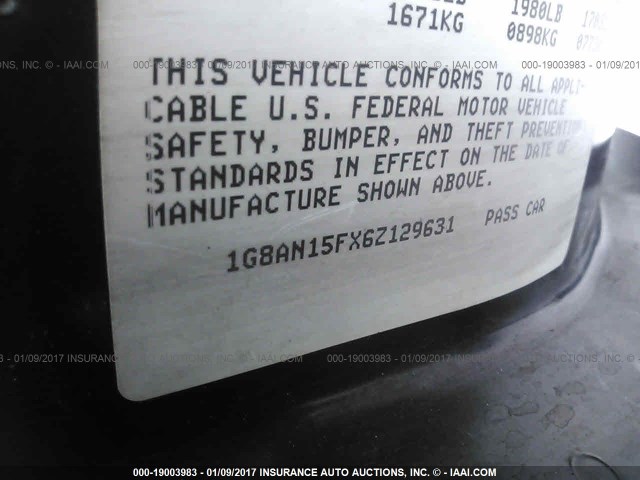 1980LB
1671KG 0898KG
THIS VEHICLE CONFORMS TO ALL APPLI-
CABLE U.S. FEDERAL MOTOR VEHICLE
SAFETY, BUMPER, AND THEFT PREVENTION
STANDARDS IN EFFECT ON THE DATE OF
MANUFACTURE SHOWN ABOVE.
1G8AN15FX6Z129631 PASS CAR
000-19003983 - 01/09/2017 INSURANCE AUTO AUCTIONS, INC. - © - IAAI.COM